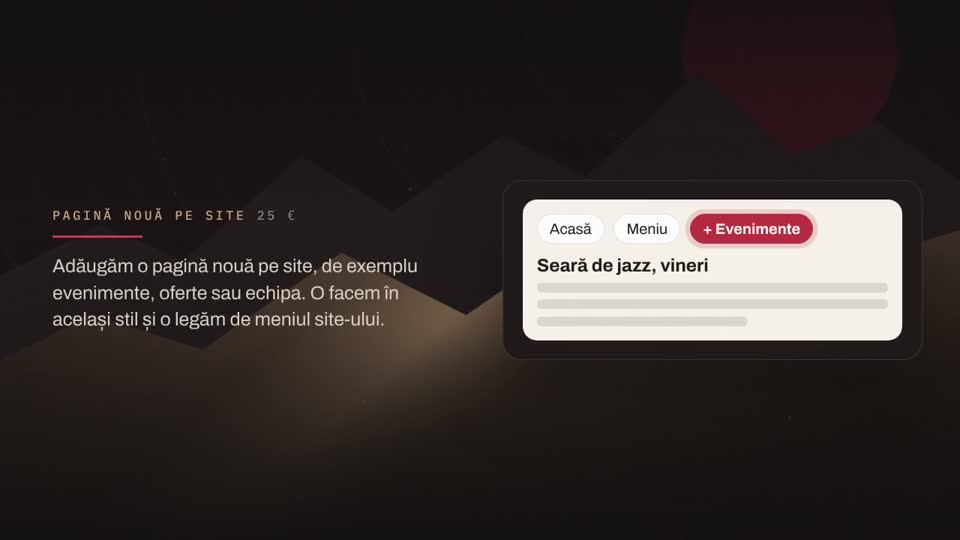 PAGINĂ NOUĂ PE SITE 25 €
Adăugăm o pagină nouă pe site, de exemplu
evenimente, oferte sau echipa. O facem în
același stil și o legăm de meniul site-ului.
Acasă Meniu + Evenimente
Seară de jazz, vineri